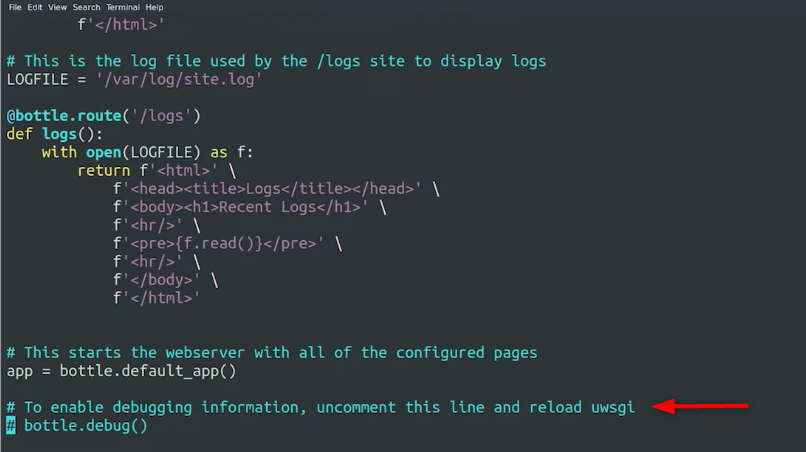 File Edit View Search Terminal Help
f'</html>'
# This is the log file used by the /logs site to display logs
LOGFILE = '/var/log/site.log'
@bottle.route('/logs')
def logs():
    with open(LOGFILE) as f:
        return f'<html>' \
            f'<head><title>Logs</title></head>' \
            f'<body><h1>Recent Logs</h1>' \
            f'<hr/>' \
            f'<pre>{f.read()}</pre>' \
            f'<hr/>' \
            f'</body>' \
            f'</html>'
# This starts the webserver with all of the configured pages
app = bottle.default_app()
# To enable debugging information, uncomment this line and reload uwsgi
# bottle.debug()